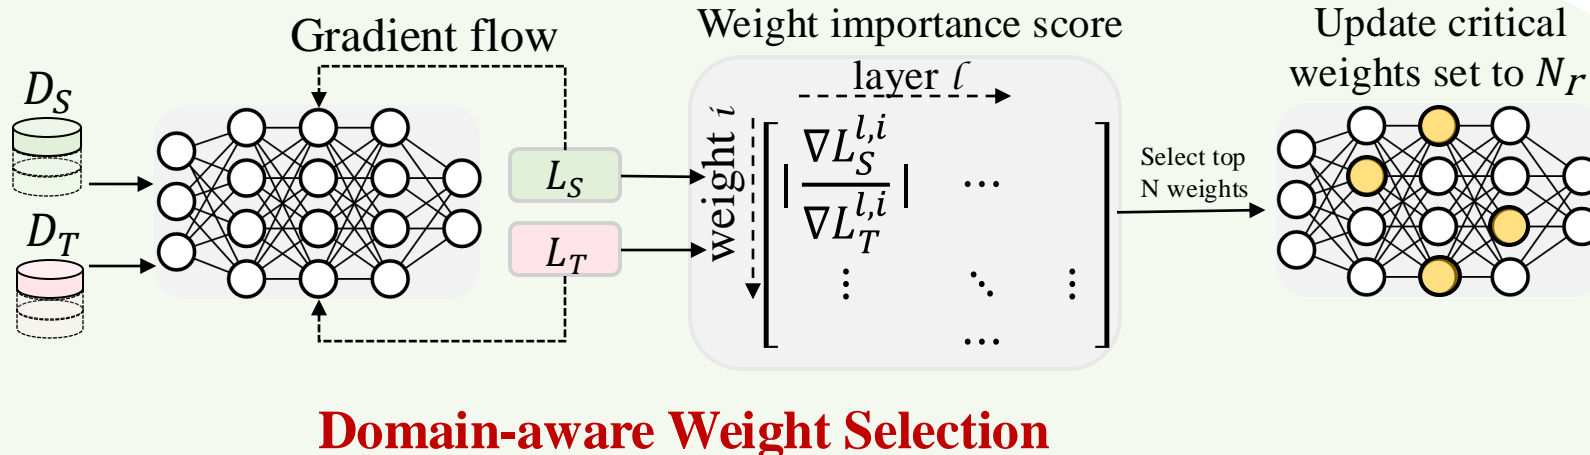 Gradient flow
D_S
D_T
L_S
L_T
Weight importance score
layer l
weight i
| ∇L_S^{l,i} / ∇L_T^{l,i} | ...
⋮ ⋱ ⋮
...
Select top
N weights
Update critical
weights set to N_r
Domain-aware Weight Selection